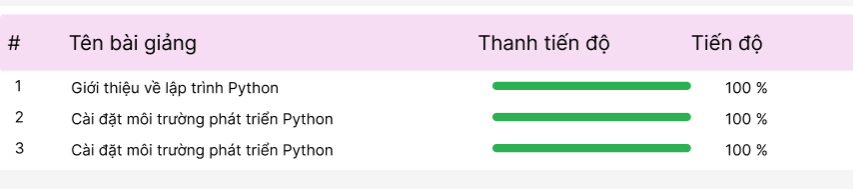 # Tên bài giảng Thanh tiến độ Tiến độ
1 Giới thiệu về lập trình Python 100 %
2 Cài đặt môi trường phát triển Python 100 %
3 Cài đặt môi trường phát triển Python 100 %